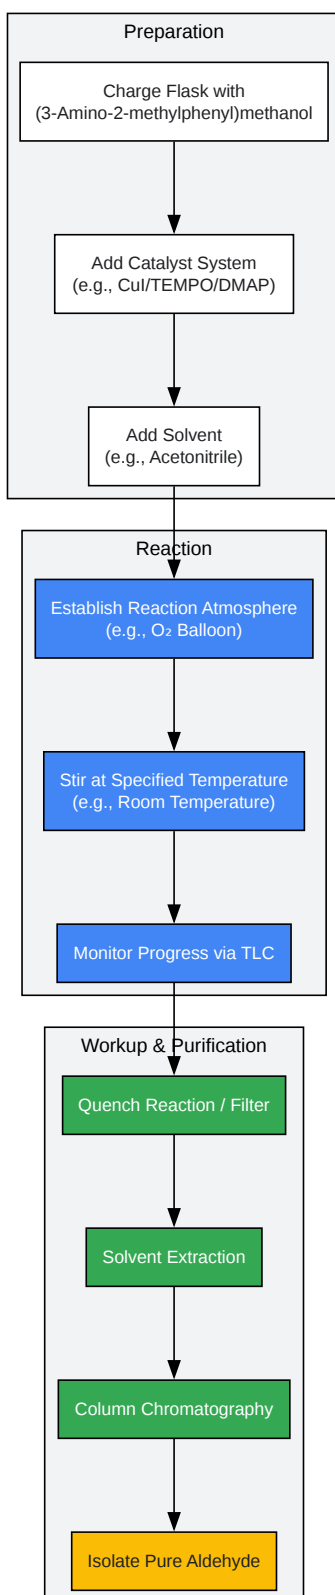 Preparation
Charge Flask with
(3-Amino-2-methylphenyl)methanol
Add Catalyst System
(e.g., CuI/TEMPO/DMAP)
Add Solvent
(e.g., Acetonitrile)
Reaction
Establish Reaction Atmosphere
(e.g., O₂ Balloon)
Stir at Specified Temperature
(e.g., Room Temperature)
Monitor Progress via TLC
Workup & Purification
Quench Reaction / Filter
Solvent Extraction
Column Chromatography
Isolate Pure Aldehyde